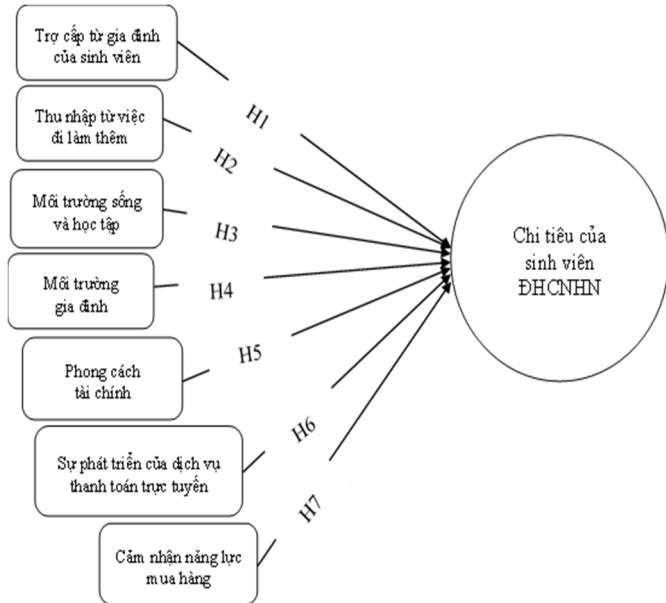 Trợ cấp từ gia đình
của sinh viên
H1
Thu nhập từ việc
đi làm thêm
H2
Môi trường sống
và học tập
H3
Môi trường
gia đình
H4
Phong cách
tài chính
H5
Sự phát triển của dịch vụ
thanh toán trực tuyến
H6
Cảm nhận năng lực
mua hàng
H7
Chi tiêu của
sinh viên
ĐHCNHN